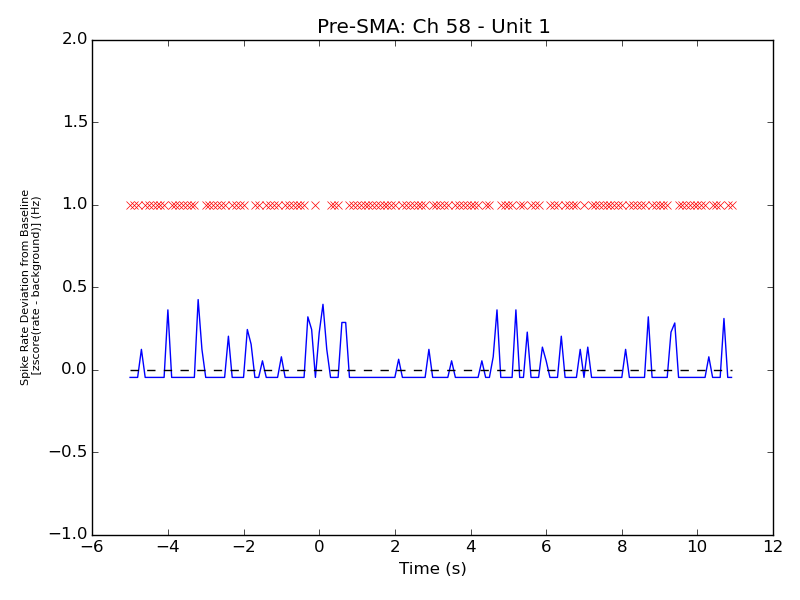 Pre-SMA: Ch 58 - Unit 1
2.0
1.5
1.0
0.5
0.0
−0.5
−1.0
Spike Rate Deviation from Baseline
[zscore(rate - background)] (Hz)
−6 −4 −2 0 2 4 6 8 10 12
Time (s)